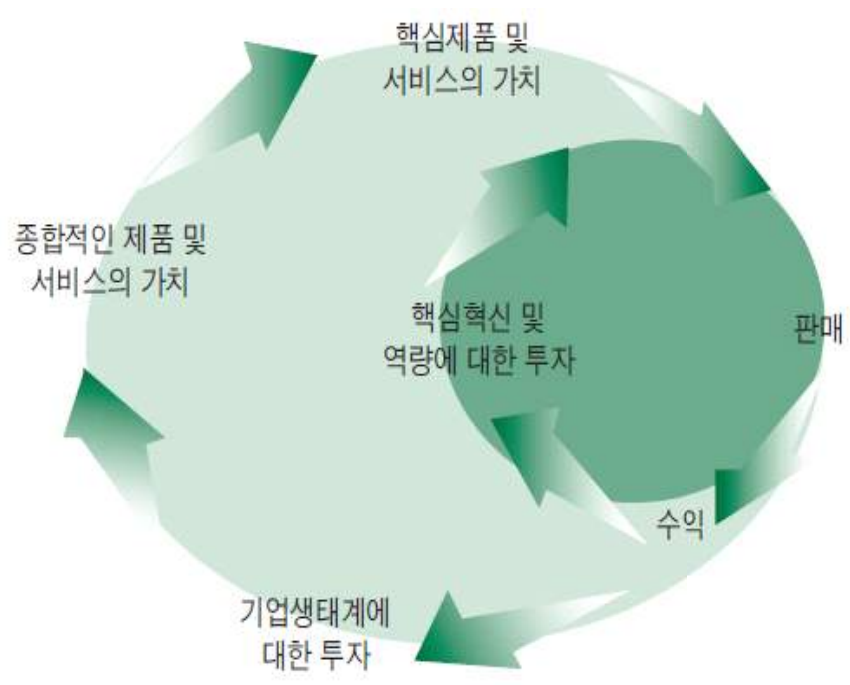 핵심제품 및
서비스의 가치
종합적인 제품 및
서비스의 가치
핵심혁신 및
역량에 대한 투자
판매
수익
기업생태계에
대한 투자